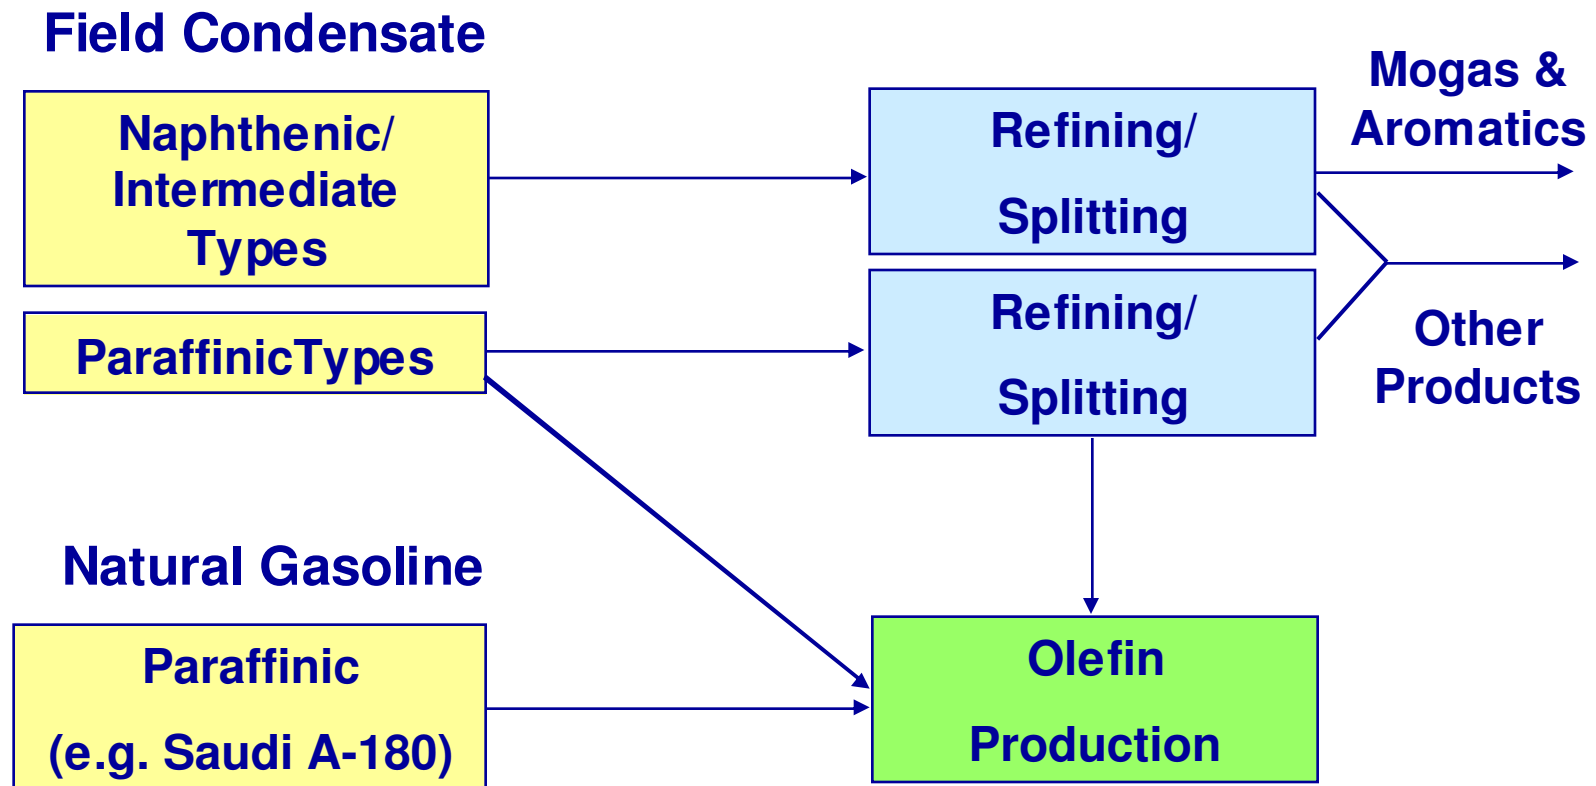 Field Condensate
Naphthenic/
Intermediate
Types
Refining/
Splitting
Mogas &
Aromatics
ParaffinicTypes
Refining/
Splitting
Other
Products
Natural Gasoline
Paraffinic
(e.g. Saudi A-180)
Olefin
Production